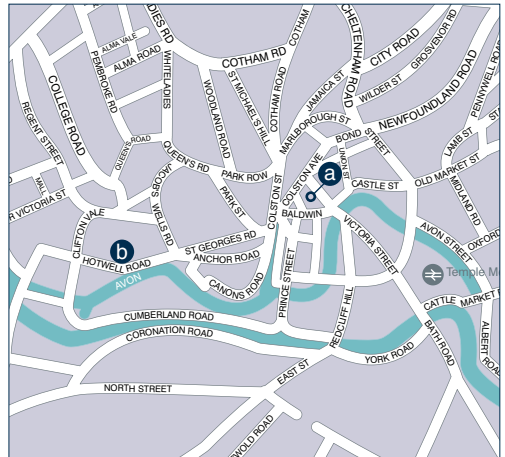 ALMA VALE
ALMA ROAD
PEMBROKE RD
WHITELADIES
COTHAM RD
COTHAM
CHELTENHAM ROAD
CITY ROAD
GROSVENOR RD
PENNYWELL ROAD
COLLEGE ROAD
REGENT STREET
WOODLAND ROAD
ST MICHAEL'S HILL
COTHAM ROAD
JAMAICA ST
WILDER ST
NEWFOUNDLAND ROAD
MARLBOROUGH ST
BOND STREET
LAMB ST
QUEEN'S ROAD
QUEEN'S RD
PARK ROW
COLSTON AVE
UNION ST
a
CASTLE ST
OLD MARKET ST
MIDLAND RD
MALL
R VICTORIA ST
JACOBS
WELLS RD
PARK ST
COLSTON ST
BALDWIN
VICTORIA STREET
AVON STREET
OXFORD
CLIFTON VALE
b
HOTWELL ROAD
AVON
ST GEORGES RD
ANCHOR ROAD
CANONS ROAD
PRINCE STREET
REDCLIFF HILL
Temple Me
CATTLE MARKET R
CUMBERLAND ROAD
CORONATION ROAD
YORK ROAD
BATH ROAD
ALBERT ROAD
EAST ST
NORTH STREET
WOLD ROAD